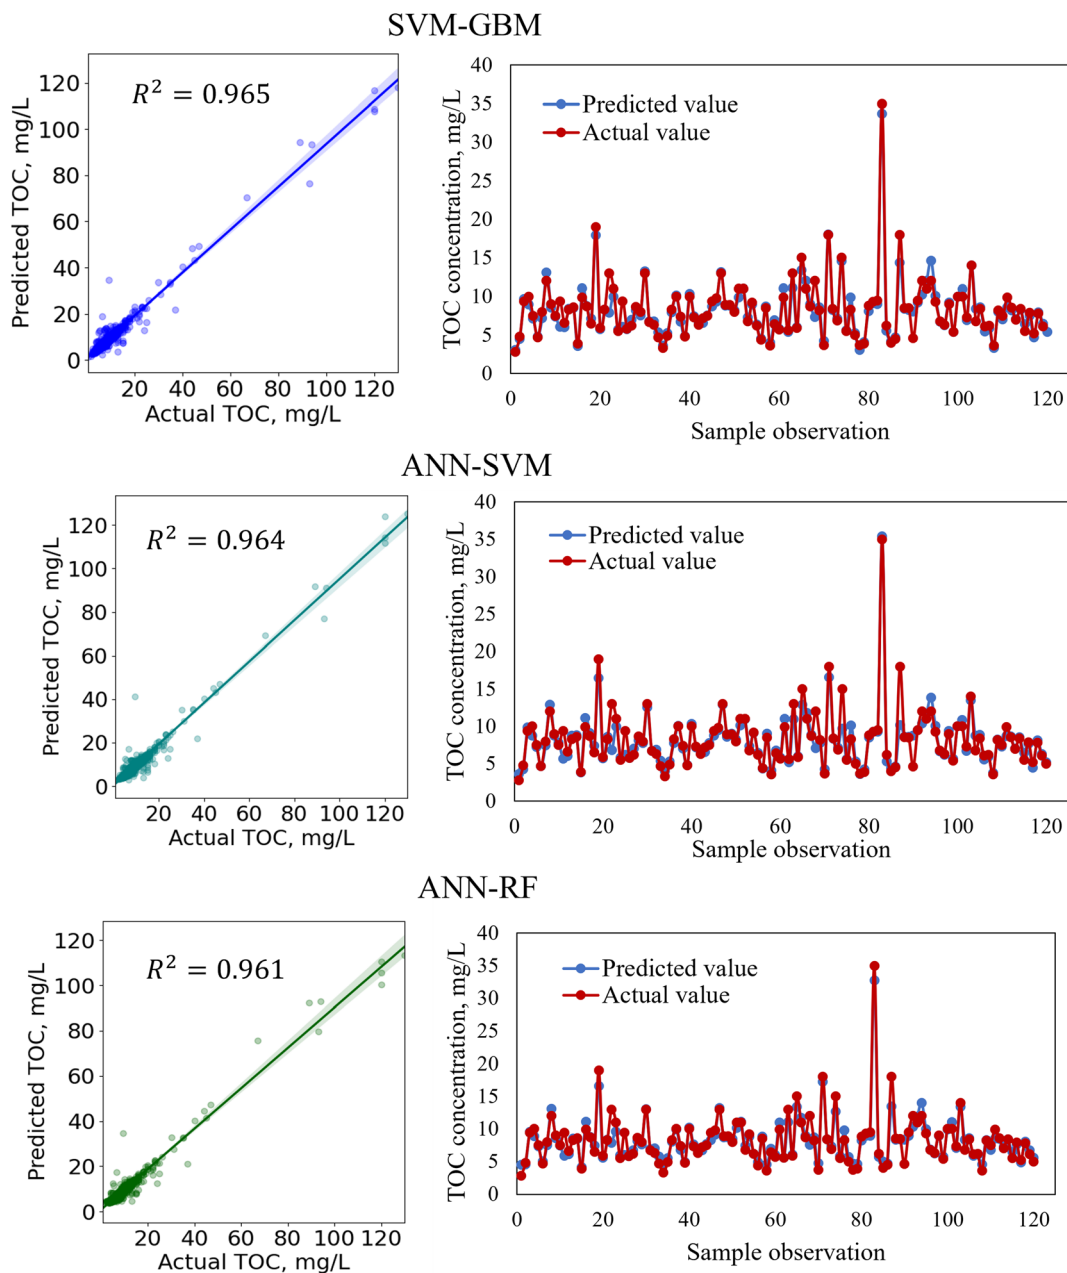 SVM-GBM
R² = 0.965
Predicted TOC, mg/L
120
100
80
60
40
20
0
20 40 60 80 100 120
Actual TOC, mg/L
TOC concentration, mg/L
40
35
30
25
20
15
10
5
0
Predicted value
Actual value
0 20 40 60 80 100 120
Sample observation
ANN-SVM
R² = 0.964
Predicted TOC, mg/L
120
100
80
60
40
20
0
20 40 60 80 100 120
Actual TOC, mg/L
TOC concentration, mg/L
40
35
30
25
20
15
10
5
0
Predicted value
Actual value
0 20 40 60 80 100 120
Sample observation
ANN-RF
R² = 0.961
Predicted TOC, mg/L
120
100
80
60
40
20
0
20 40 60 80 100 120
Actual TOC, mg/L
TOC concentration, mg/L
40
35
30
25
20
15
10
5
0
Predicted value
Actual value
0 20 40 60 80 100 120
Sample observation